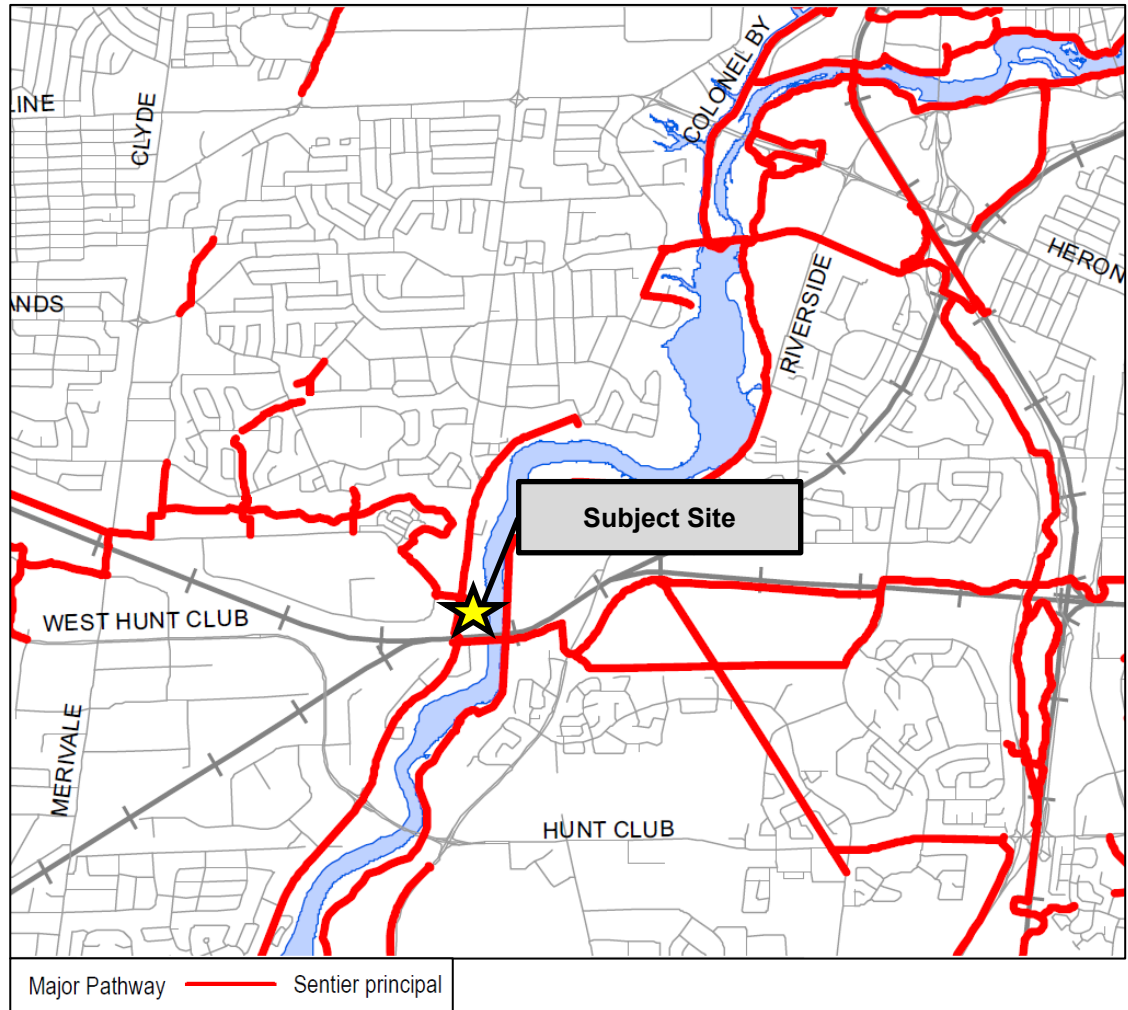 COLONEL BY
LINE
CLYDE
HERON
ANDS
RIVERSIDE
Subject Site
WEST HUNT CLUB
MERIVALE
HUNT CLUB
Major Pathway Sentier principal